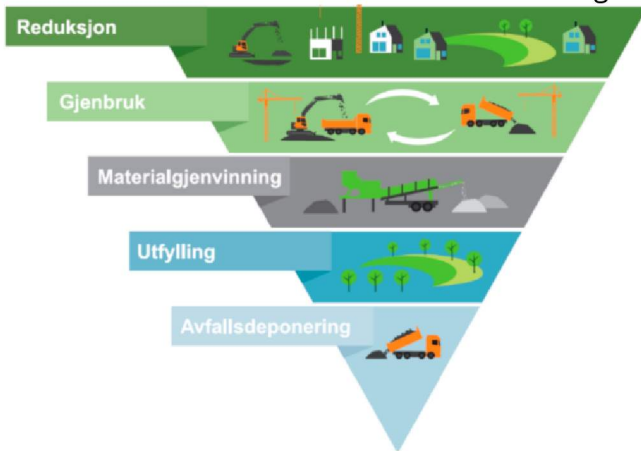 Reduksjon
Gjenbruk
Materialgjenvinning
Utfylling
Avfallsdeponering